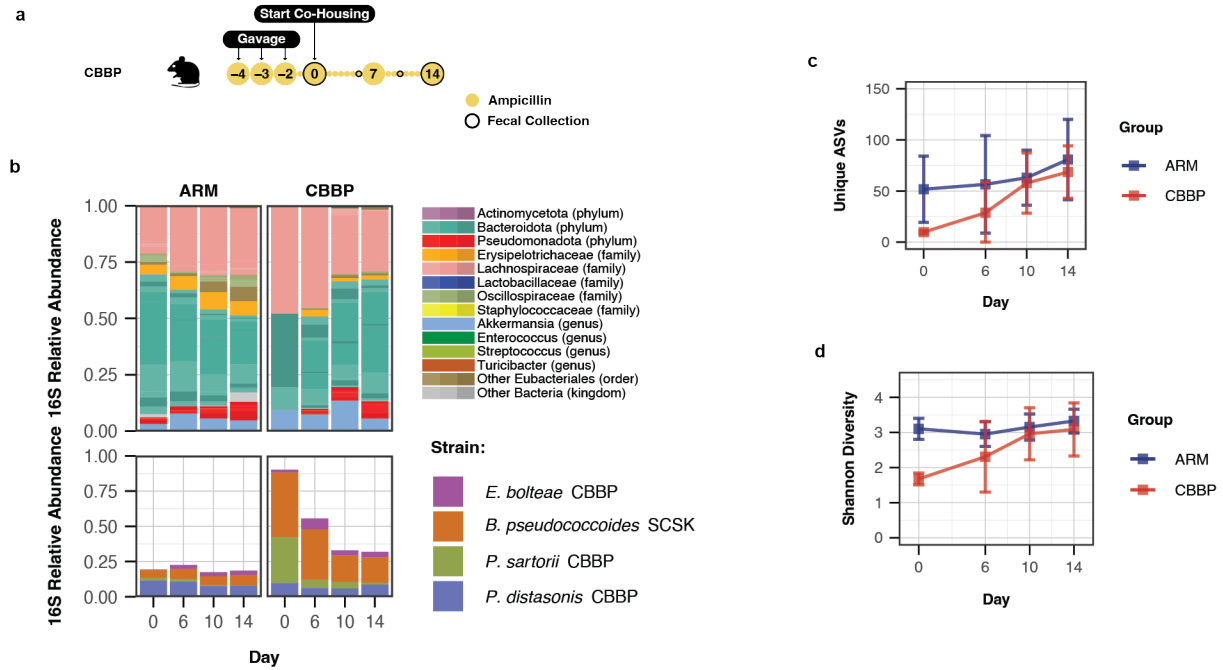 a
Start Co-Housing
Gavage
CBBP
−4 −3 −2 0 7 14
Ampicillin
Fecal Collection
b
ARM CBBP
16S Relative Abundance
1.00
0.75
0.50
0.25
0.00
Actinomycetota (phylum)
Bacteroidota (phylum)
Pseudomonadota (phylum)
Erysipelotrichaceae (family)
Lachnospiraceae (family)
Lactobacillaceae (family)
Oscillospiraceae (family)
Staphylococcaceae (family)
Akkermansia (genus)
Enterococcus (genus)
Streptococcus (genus)
Turicibacter (genus)
Other Eubacteriales (order)
Other Bacteria (kingdom)
16S Relative Abundance
1.00
0.75
0.50
0.25
0.00
0 6 10 14 0 6 10 14
Day
Strain:
E. bolteae CBBP
B. pseudococcoides SCSK
P. sartorii CBBP
P. distasonis CBBP
c
Unique ASVs
150
100
50
0
0 6 10 14
Day
Group
ARM
CBBP
d
Shannon Diversity
4
3
2
1
0
0 6 10 14
Day
Group
ARM
CBBP